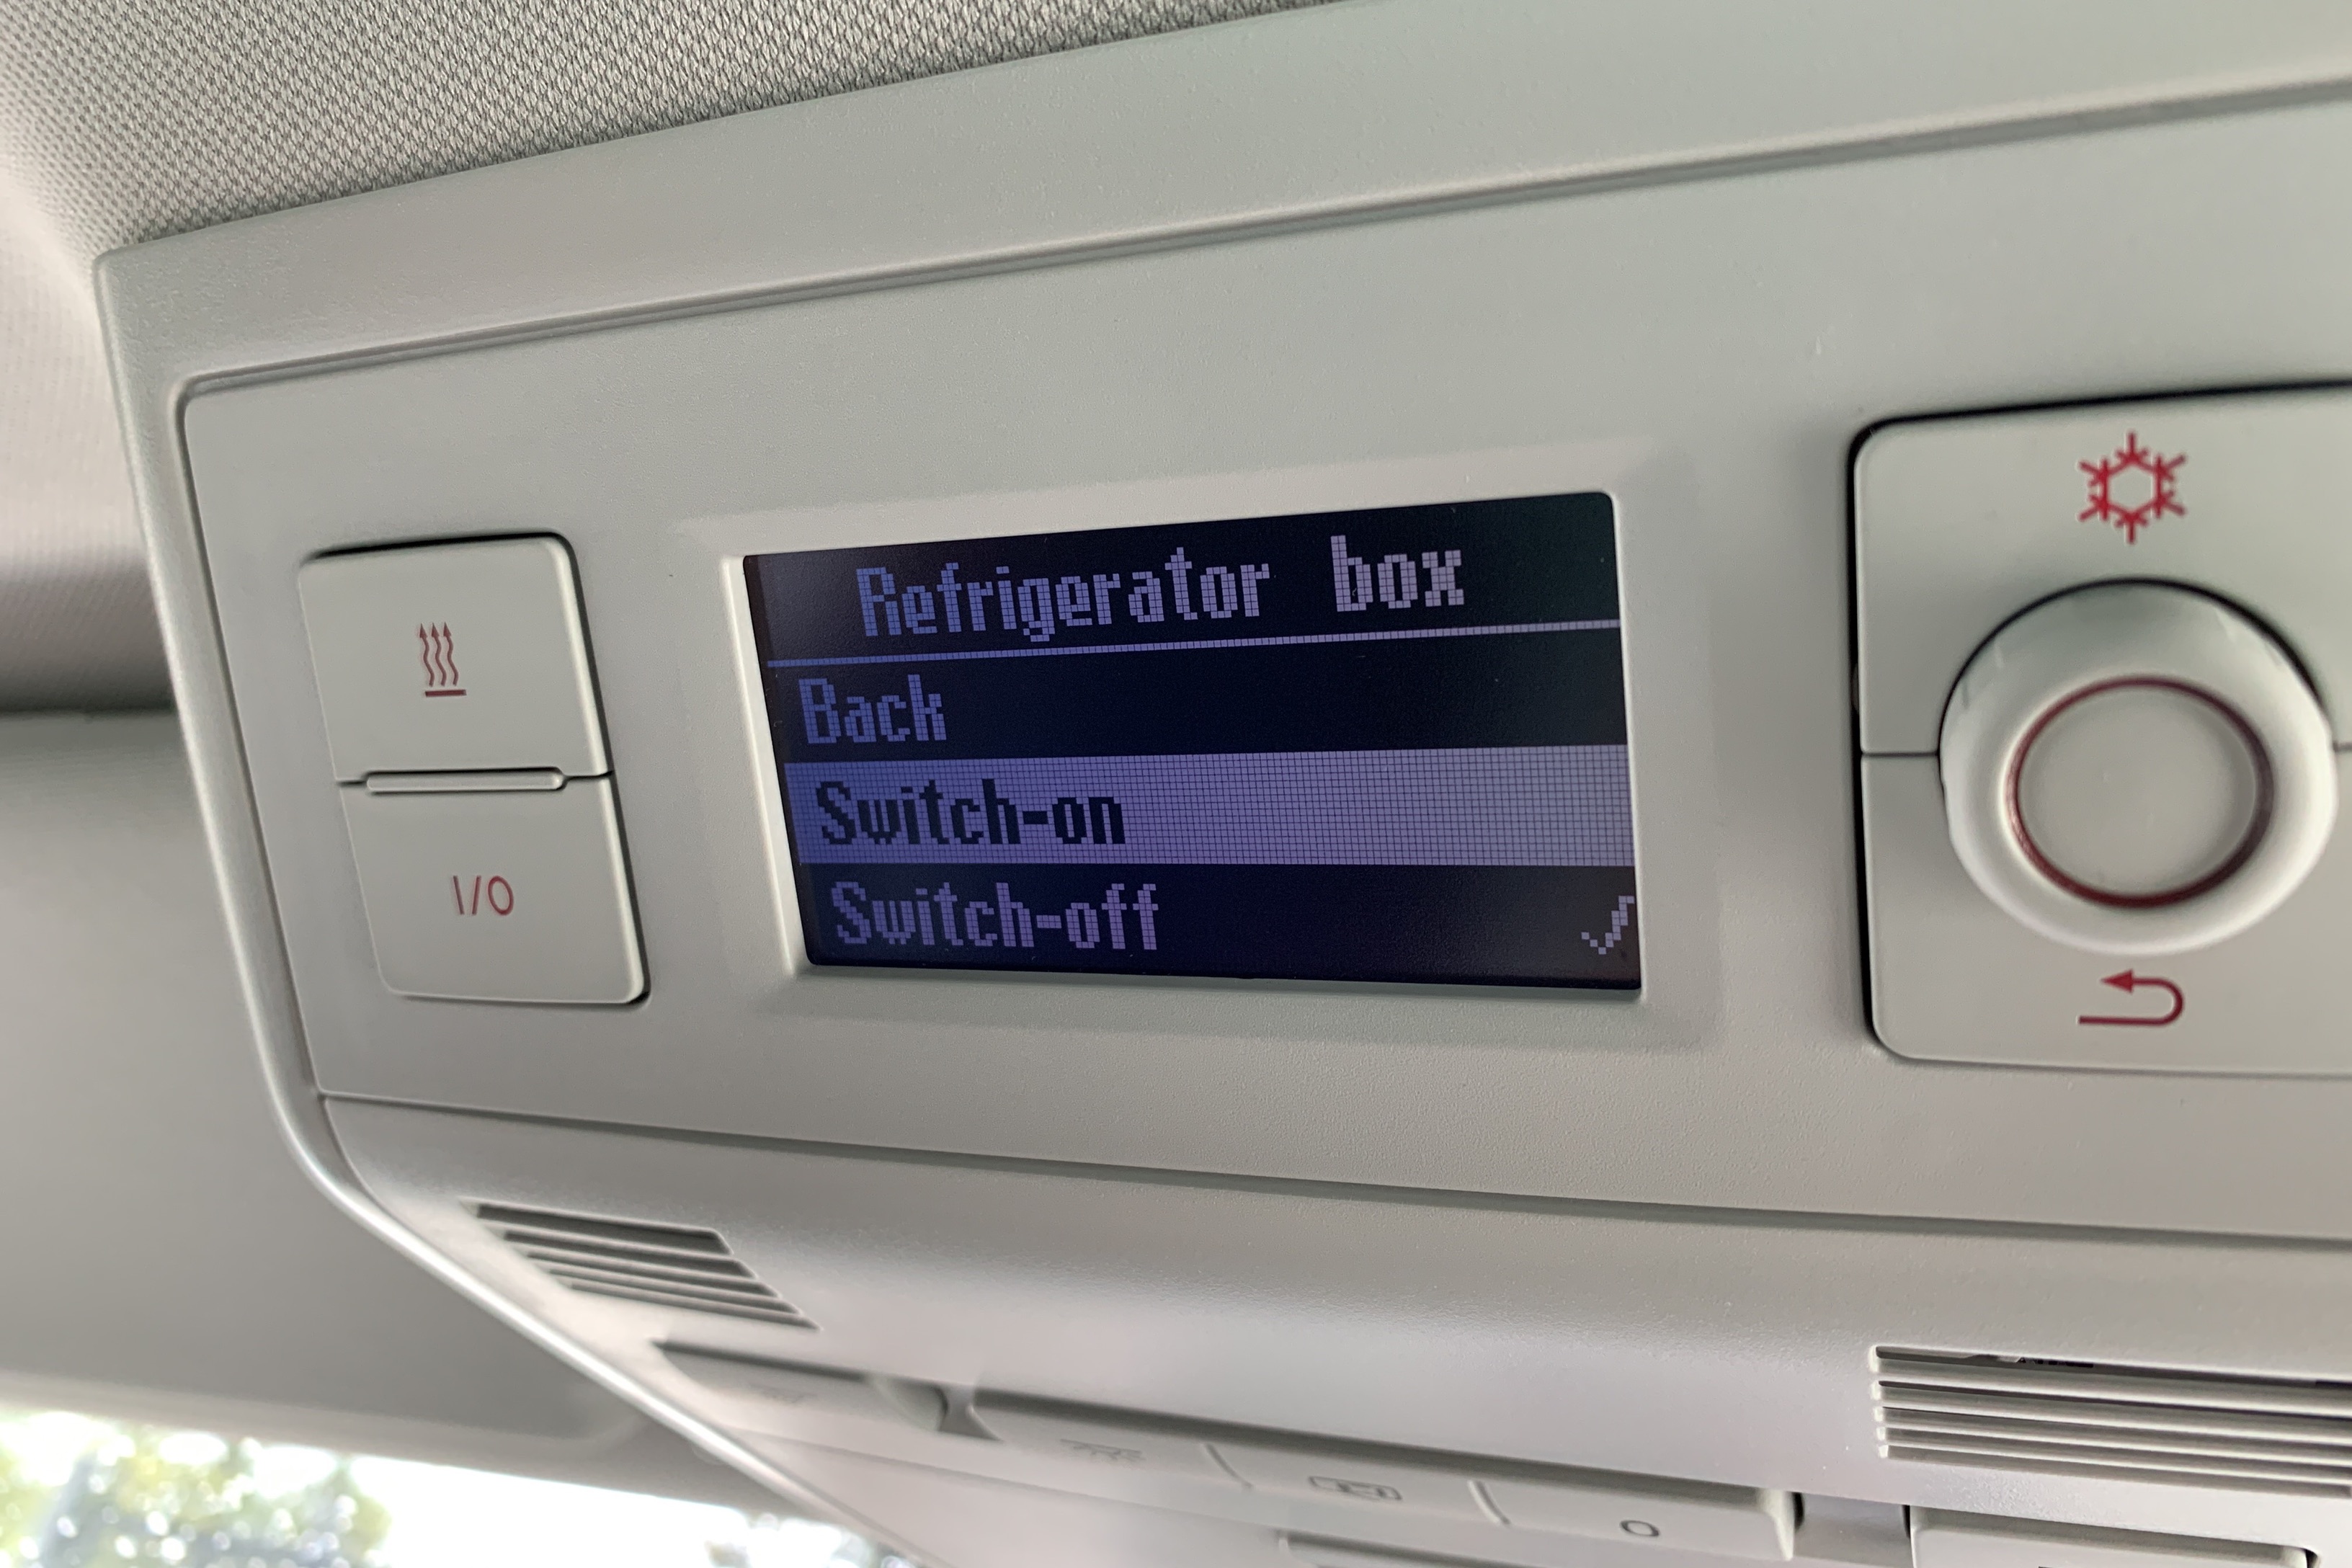 Refrigerator box
Back
Switch-on
Switch-off
I/O
O